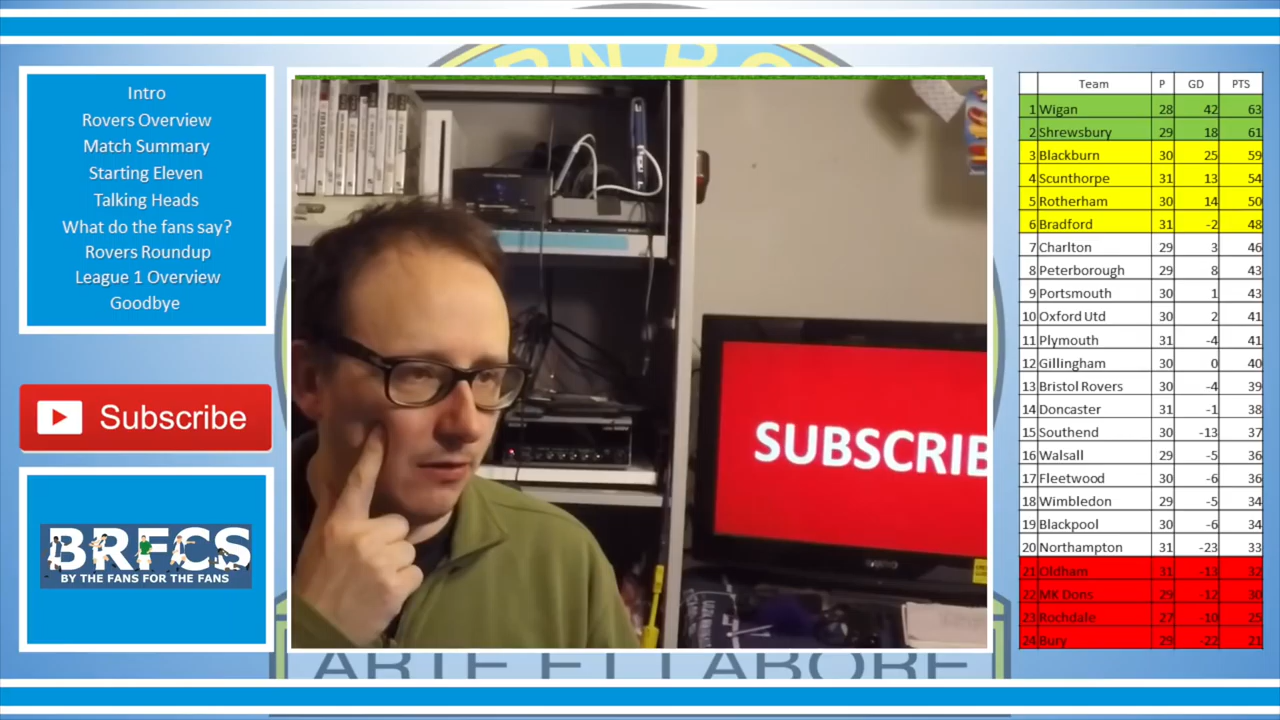 RN RO
Intro
Rovers Overview
Match Summary
Starting Eleven
Talking Heads
What do the fans say?
Rovers Roundup
League 1 Overview
Goodbye
Subscribe
BRFCS
BY THE FANS FOR THE FANS
SUBSCRIB
ARTE ET LABORE
Team P GD PTS
1 Wigan 28 42 63
2 Shrewsbury 29 18 61
3 Blackburn 30 25 59
4 Scunthorpe 31 13 54
5 Rotherham 30 14 50
6 Bradford 31 -2 48
7 Charlton 29 3 46
8 Peterborough 29 8 43
9 Portsmouth 30 1 43
10 Oxford Utd 30 2 41
11 Plymouth 31 -4 41
12 Gillingham 30 0 40
13 Bristol Rovers 30 -4 39
14 Doncaster 31 -1 38
15 Southend 30 -13 37
16 Walsall 29 -5 36
17 Fleetwood 30 -6 36
18 Wimbledon 29 -5 34
19 Blackpool 30 -6 34
20 Northampton 31 -23 33
21 Oldham 31 -13 32
22 MK Dons 29 -12 30
23 Rochdale 27 -10 25
24 Bury 29 -22 21